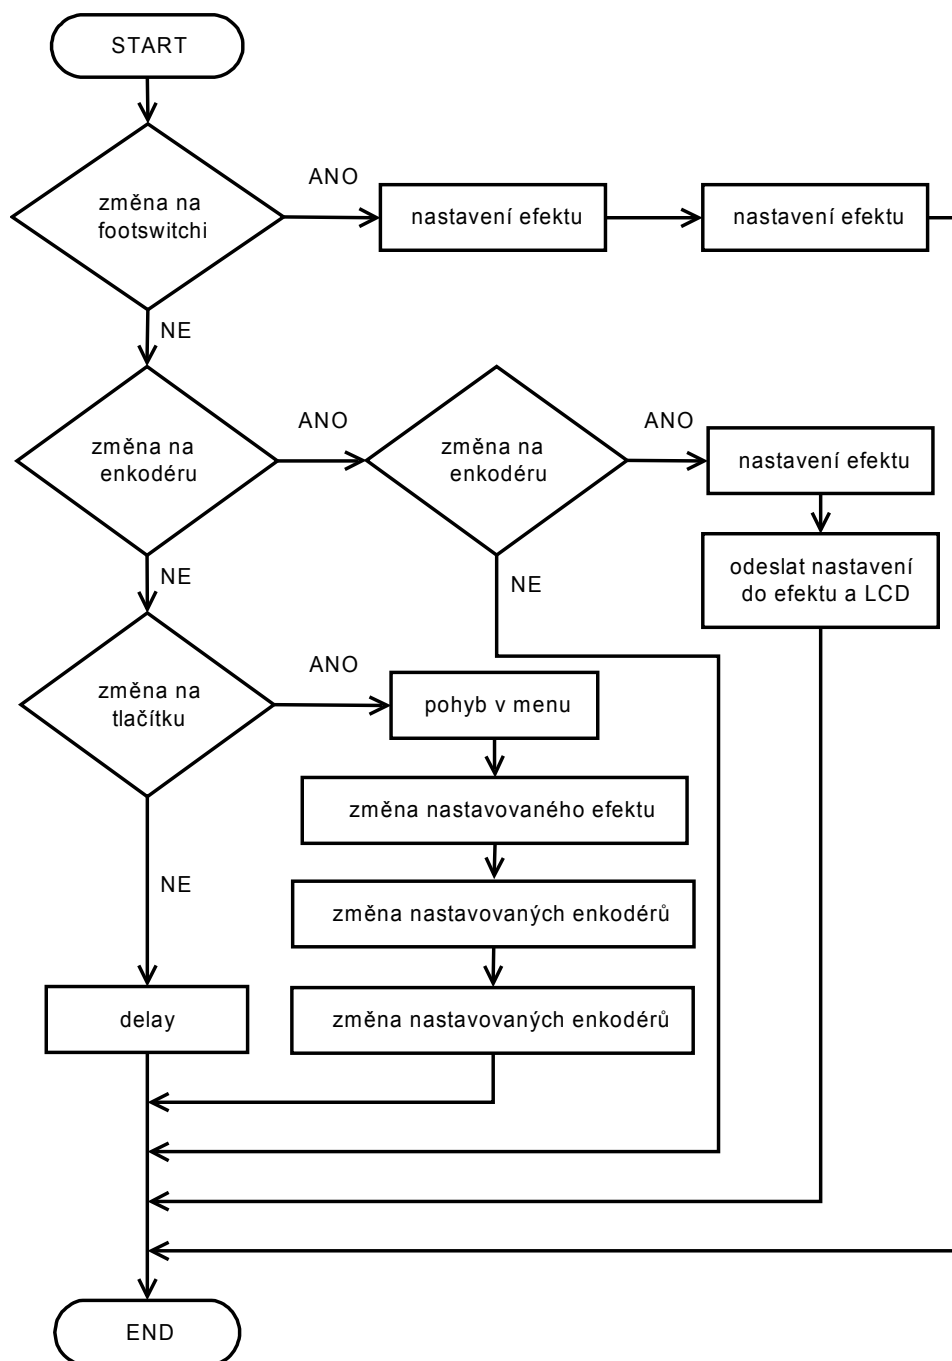 START
změna na
footswitchi
ANO
nastavení efektu
nastavení efektu
NE
změna na
enkodéru
ANO
změna na
enkodéru
ANO
nastavení efektu
odeslat nastavení
do efektu a LCD
NE
NE
změna na
tlačítku
ANO
pohyb v menu
změna nastavovaného efektu
změna nastavovaných enkodérů
změna nastavovaných enkodérů
NE
delay
END